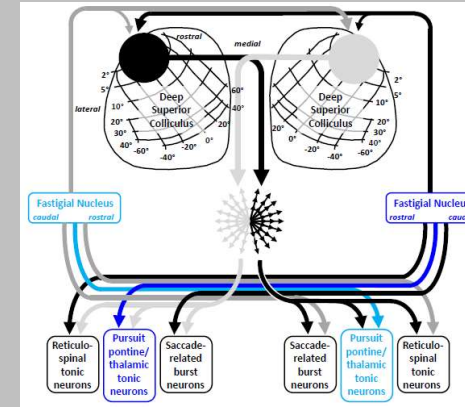 rostral
medial
2°
5°
10°
20°
30°
40°
-60°
-40°
-20°
0°
20°
40°
60°
lateral
Deep
Superior
Colliculus
Deep
Superior
Colliculus
2°
5°
10°
20°
30°
40°
-60°
-40°
-20°
0°
20°
Fastigial Nucleus
caudal rostral
Fastigial Nucleu
rostral cau
Reticulo-
spinal
tonic
neurons
Pursuit
pontine/
thalamic
tonic
neurons
Saccade-
related
burst
neurons
Saccade-
related
burst
neurons
Pursuit
pontine/
thalamic
tonic
neurons
Reticulo-
spinal
tonic
neurons